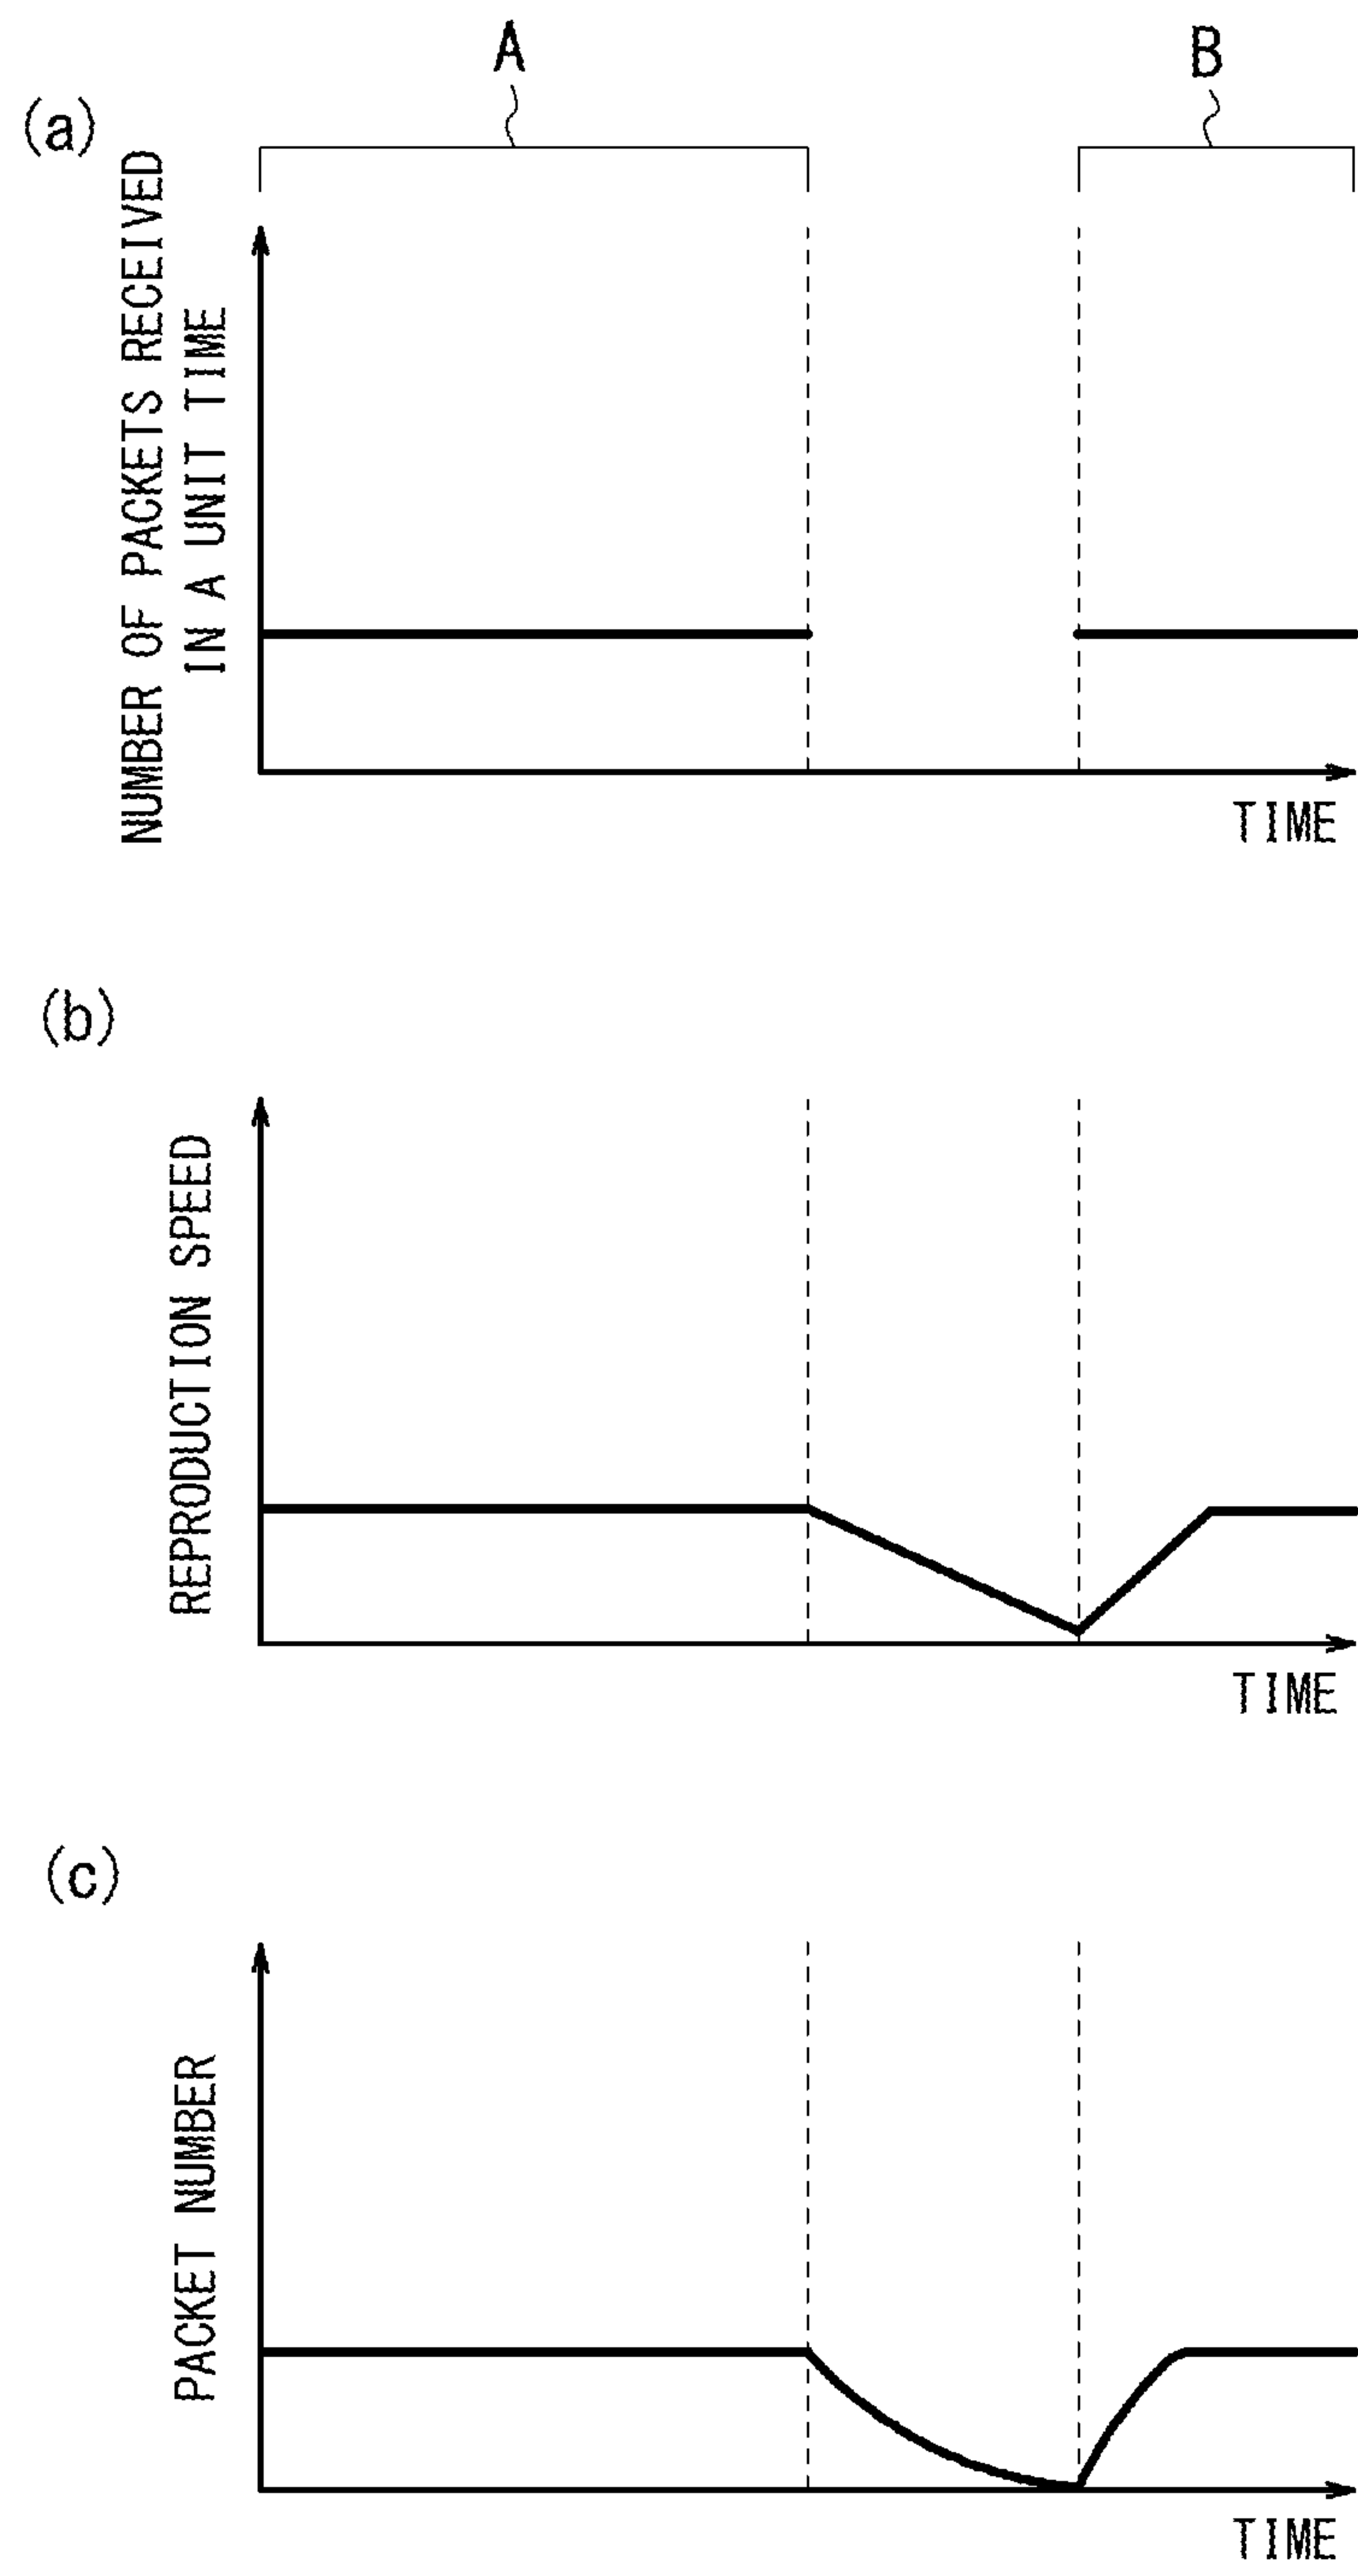 A
B
(a)
NUMBER OF PACKETS RECEIVED
IN A UNIT TIME
TIME
(b)
REPRODUCTION SPEED
TIME
(c)
PACKET NUMBER
TIME